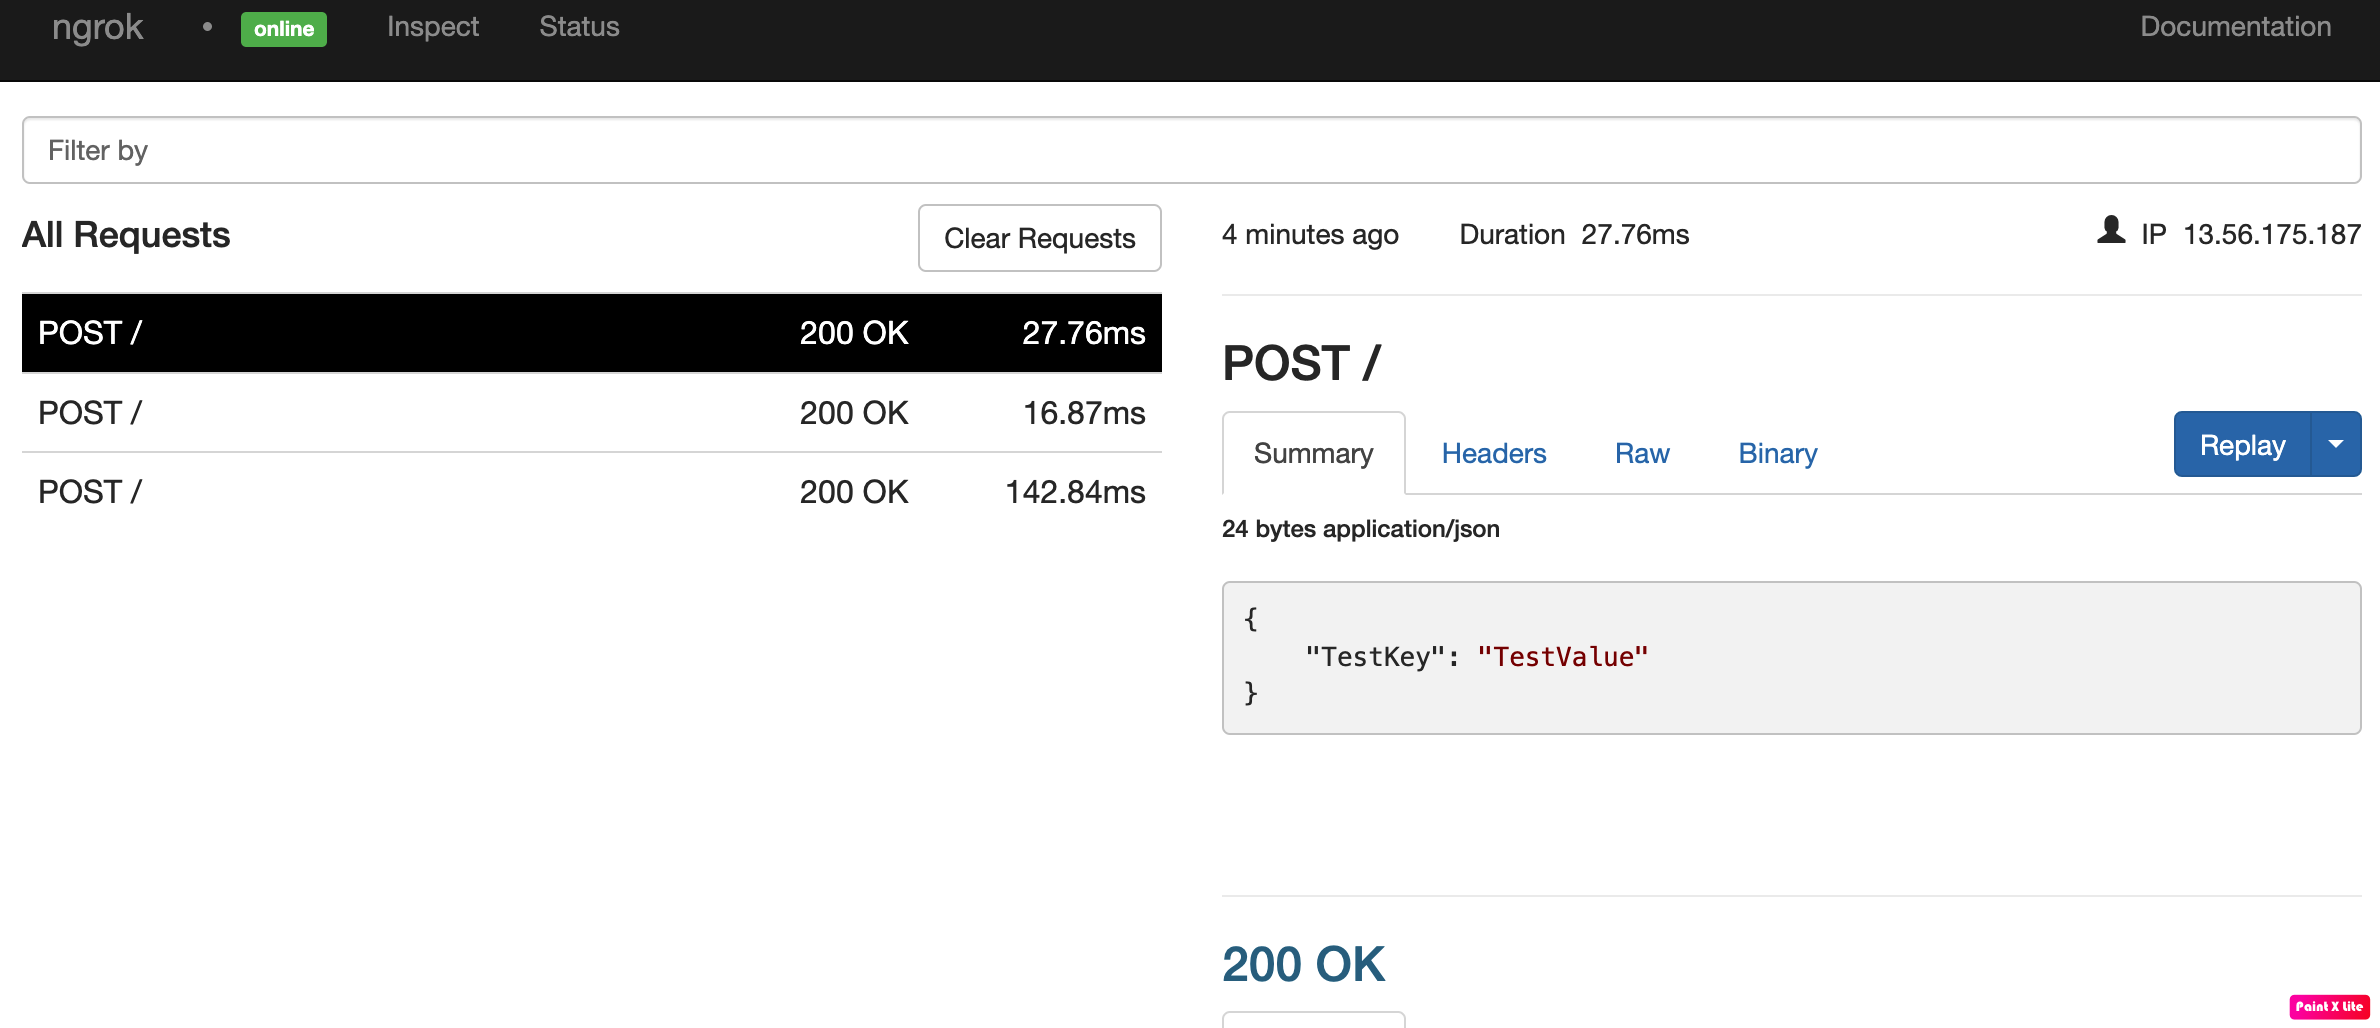 ngrok • online Inspect Status Documentation
Filter by
All Requests Clear Requests
POST / 200 OK 27.76ms
POST / 200 OK 16.87ms
POST / 200 OK 142.84ms
4 minutes ago Duration 27.76ms IP 13.56.175.187
POST /
Summary Headers Raw Binary Replay
24 bytes application/json
{
    "TestKey": "TestValue"
}
200 OK
Paint X Lite